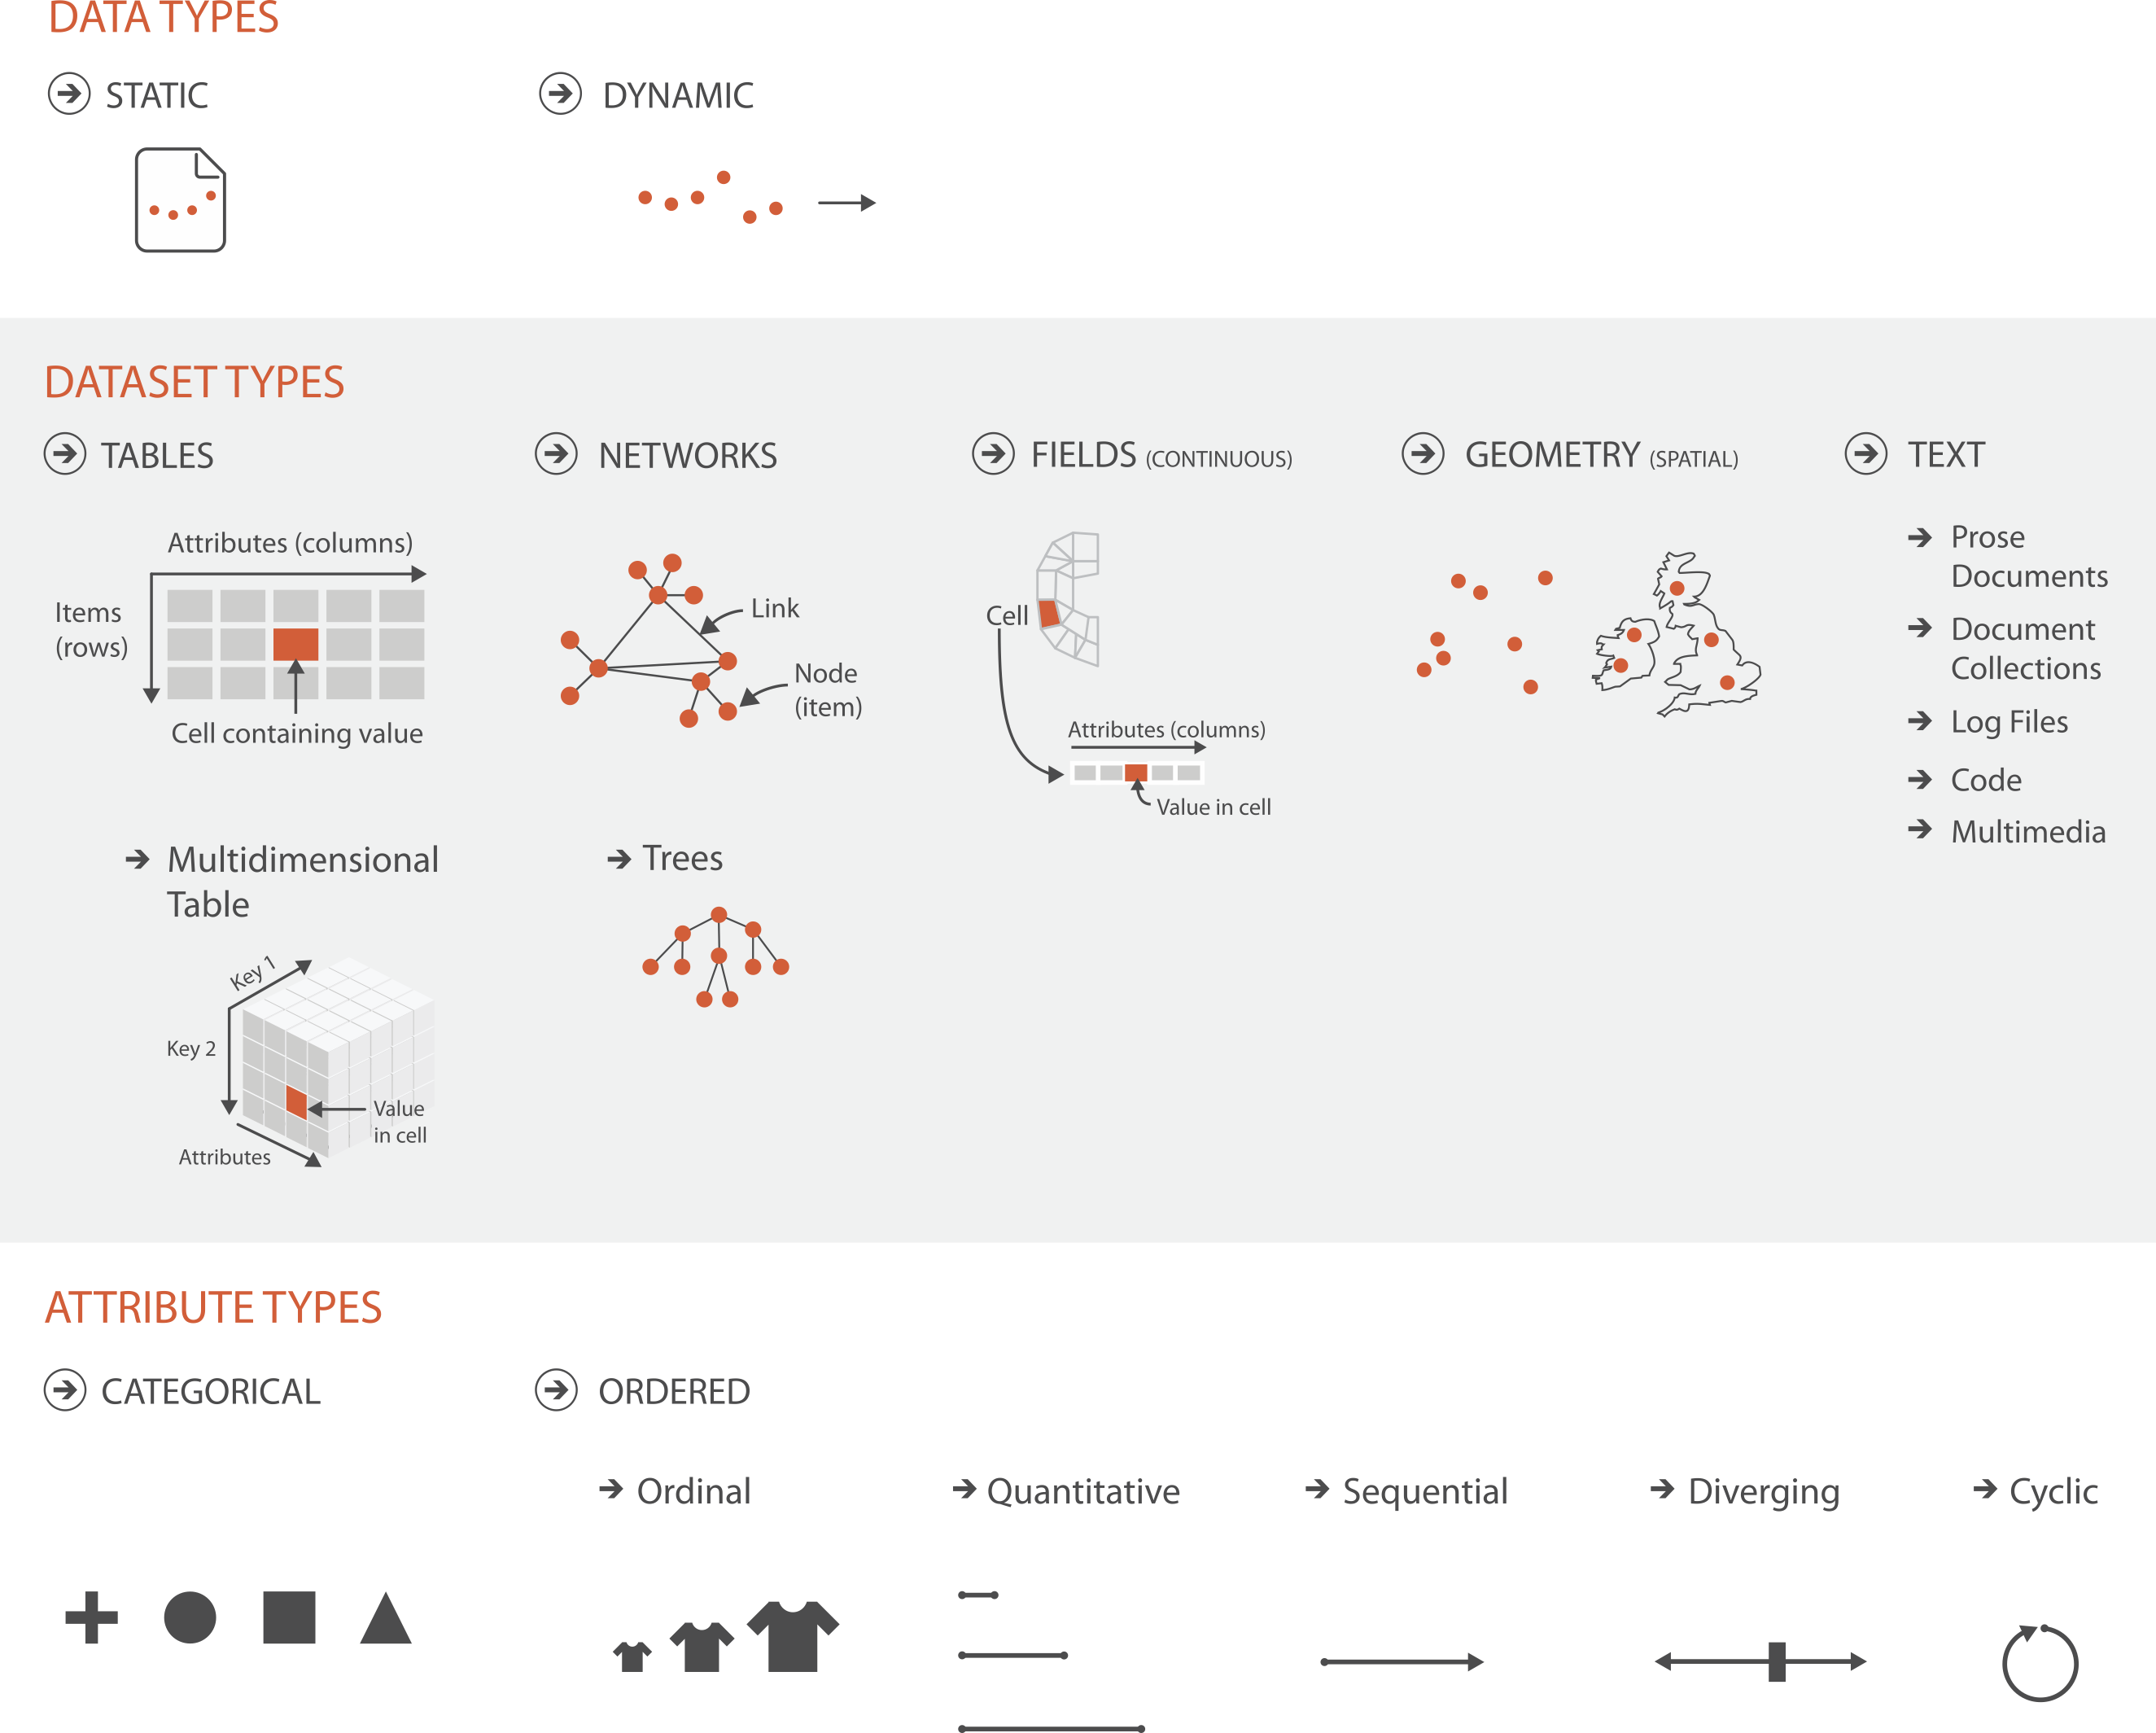 DATA TYPES
STATIC
DYNAMIC
DATASET TYPES
TABLES
Attributes (columns)
Items
(rows)
Cell containing value
Multidimensional
Table
Key 1
Key 2
Value
in cell
Attributes
NETWORKS
Link
Node
(item)
Trees
FIELDS (CONTINUOUS)
Cell
Attributes (columns)
Value in cell
GEOMETRY (SPATIAL)
TEXT
Prose
Documents
Document
Collections
Log Files
Code
Multimedia
ATTRIBUTE TYPES
CATEGORICAL
ORDERED
Ordinal
Quantitative
Sequential
Diverging
Cyclic